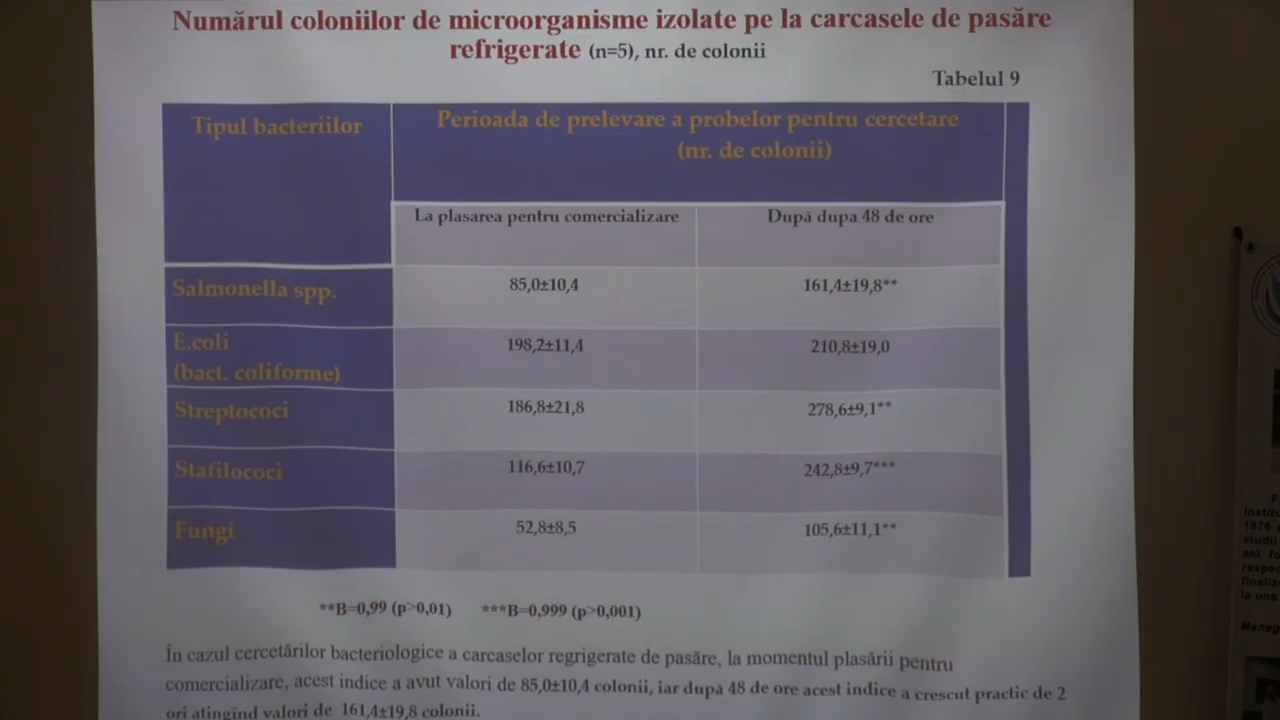 Numărul coloniilor de microorganisme izolate pe la carcasele de pasăre
refrigerate (n=5), nr. de colonii
Tabelul 9
Tipul bacteriilor
Perioada de prelevare a probelor pentru cercetare
(nr. de colonii)
La plasarea pentru comercializare
După dupa 48 de ore
Salmonella spp.
85,0±10,4
161,4±19,8**
E.coli
(bact. coliforme)
198,2±11,4
210,8±19,0
Streptococi
186,8±21,8
278,6±9,1**
Stafilococi
116,6±10,7
242,8±9,7***
Fungi
52,8±8,5
105,6±11,1**
**B=0,99 (p>0,01) ***B=0,999 (p>0,001)
În cazul cercetărilor bacteriologice a carcaselor regrigerate de pasăre, la momentul plasării pentru
comercializare, acest indice a avut valori de 85,0±10,4 colonii, iar după 48 de ore acest indice a crescut practic de 2
ori atingînd valori de 161,4±19,8 colonii.
1976
studii
ani
la una